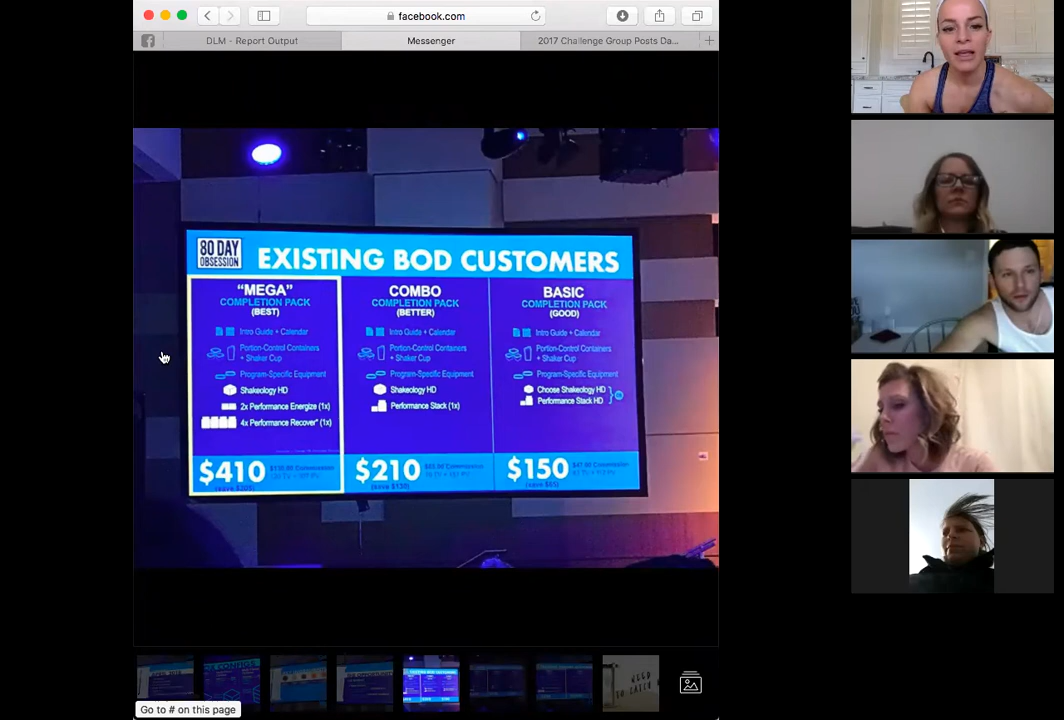 facebook.com
DLM - Report Output
Messenger
2017 Challenge Group Posts Da...
80 DAY
OBSESSION
EXISTING BOD CUSTOMERS
"MEGA"
COMPLETION PACK
(BEST)
Intro Guide + Calendar
Portion-Control Containers
+ Shaker Cup
Program-Specific Equipment
Shakeology HD
2x Performance Energize (1x)
4x Performance Recover* (1x)
$410
COMBO
COMPLETION PACK
(BETTER)
Intro Guide + Calendar
Portion-Control Containers
+ Shaker Cup
Program-Specific Equipment
Shakeology HD
Performance Stack (1x)
$210
(save $130)
BASIC
COMPLETION PACK
(GOOD)
Intro Guide + Calendar
Portion-Control Containers
+ Shaker Cup
Program-Specific Equipment
Choose Shakeology HD
Performance Stack HD
$150
(save $65)
Go to # on this page